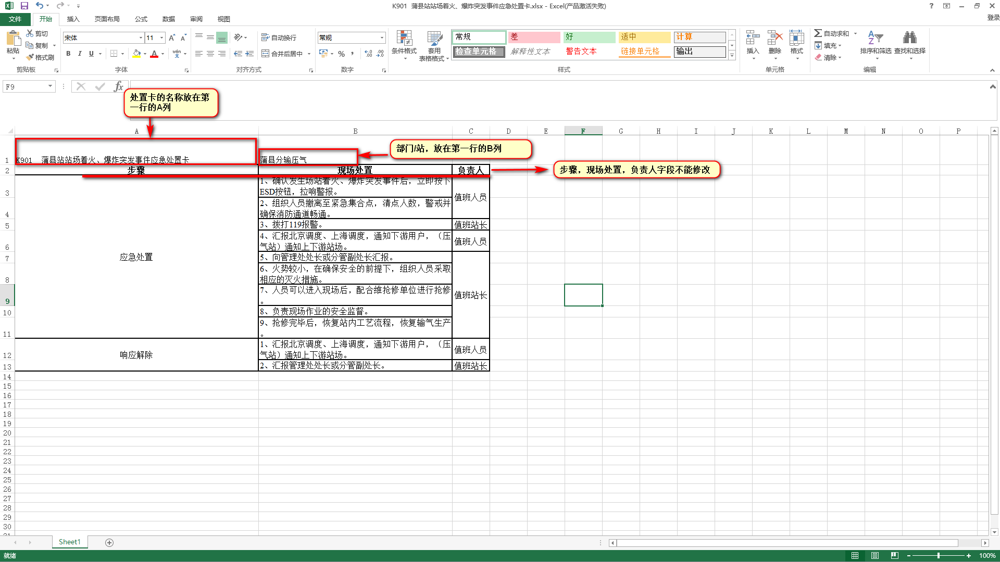 K901 蒲县站站场着火、爆炸突发事件应急处置卡.xlsx - Excel(产品激活失败)
文件 开始 插入 页面布局 公式 数据 审阅 视图 登录
粘贴 剪切 复制 格式刷 剪贴板
宋体 11 B I U A wén 字体
自动换行 合并后居中 对齐方式
常规 % , 数字
条件格式 套用 表格格式
常规 差 好 适中 计算
检查单元格 解释性文本 警告文本 链接单元格 输出
样式
插入 删除 格式 单元格
自动求和 填充 清除 排序和筛选 查找和选择 编辑
F9 fx
处置卡的名称放在第
一行的A列
A B C D E F G H I J K L M N O P
部门/站，放在第一行的B列
1 K901 蒲县站站场着火、爆炸突发事件应急处置卡 蒲县分输压气
2 步骤 现场处置 负责人
步骤，现场处置，负责人字段不能修改
3 1、确认发生场站着火、爆炸突发事件后，立即按下
ESD按钮，拉响警报。
值班人员
4 2、组织人员撤离至紧急集合点，清点人数，警戒并
确保消防通道畅通。
5 3、拨打119报警。 值班站长
6 4、汇报北京调度、上海调度，通知下游用户，（压
气站）通知上下游站场。
值班人员
应急处置
7 5、向管理处处长或分管副处长汇报。
8 6、火势较小，在确保安全的前提下，组织人员采取
相应的灭火措施。
9 7、人员可以进入现场后，配合维抢修单位进行抢修
。
值班站长
10 8、负责现场作业的安全监督。
11 9、抢修完毕后，恢复站内工艺流程，恢复输气生产
。
12 1、汇报北京调度、上海调度，通知下游用户，（压
气站）通知上下游站场。
值班人员
响应解除
13 2、汇报管理处处长或分管副处长。 值班站长
14
15
16
17
18
19
20
21
22
23
24
25
26
27
28
29
30
Sheet1
就绪 100%